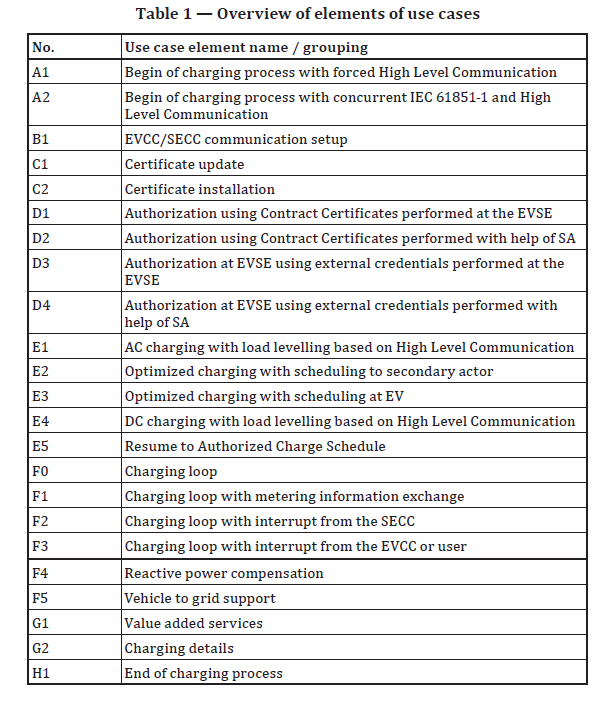 Table 1 — Overview of elements of use cases
No. Use case element name / grouping
A1 Begin of charging process with forced High Level Communication
A2 Begin of charging process with concurrent IEC 61851-1 and High
Level Communication
B1 EVCC/SECC communication setup
C1 Certificate update
C2 Certificate installation
D1 Authorization using Contract Certificates performed at the EVSE
D2 Authorization using Contract Certificates performed with help of SA
D3 Authorization at EVSE using external credentials performed at the
EVSE
D4 Authorization at EVSE using external credentials performed with
help of SA
E1 AC charging with load levelling based on High Level Communication
E2 Optimized charging with scheduling to secondary actor
E3 Optimized charging with scheduling at EV
E4 DC charging with load levelling based on High Level Communication
E5 Resume to Authorized Charge Schedule
F0 Charging loop
F1 Charging loop with metering information exchange
F2 Charging loop with interrupt from the SECC
F3 Charging loop with interrupt from the EVCC or user
F4 Reactive power compensation
F5 Vehicle to grid support
G1 Value added services
G2 Charging details
H1 End of charging process